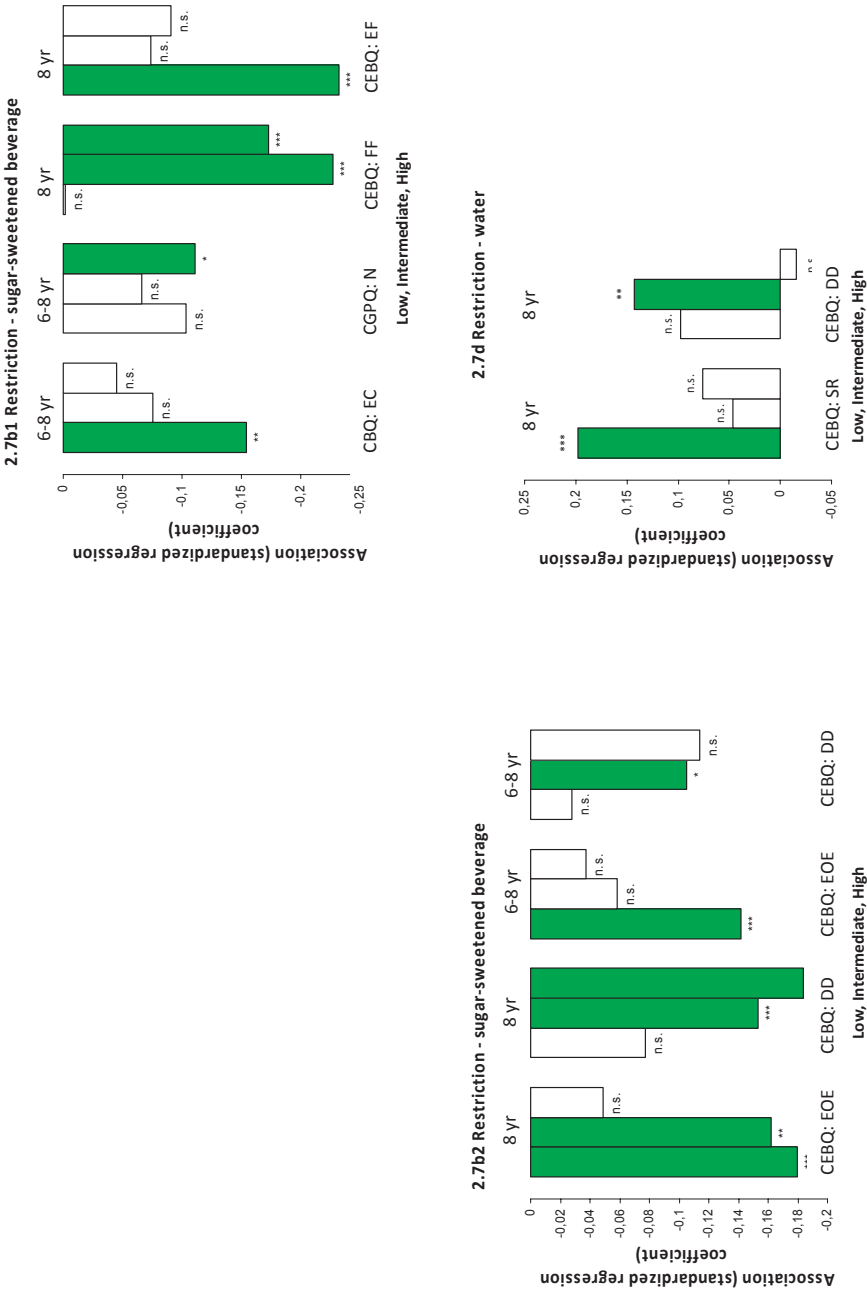 2.7b1 Restriction - sugar-sweetened beverage
6-8 yr
6-8 yr
8 yr
8 yr
0
-0,05
-0,1
-0,15
-0,2
-0,25
Association (standardized regression
coefficient)
**
n.s.
n.s.
n.s.
n.s.
*
n.s.
***
***
***
n.s.
n.s.
CBQ: EC
CGPQ: N
CEBQ: FF
CEBQ: EF
Low, Intermediate, High
2.7b2 Restriction - sugar-sweetened beverage
8 yr
8 yr
6-8 yr
6-8 yr
0
-0,02
-0,04
-0,06
-0,08
-0,1
-0,12
-0,14
-0,16
-0,18
-0,2
Association (standardized regression
coefficient)
***
**
n.s.
n.s.
***
***
n.s.
n.s.
n.s.
*
n.s.
CEBQ: EOE
CEBQ: DD
CEBQ: EOE
CEBQ: DD
Low, Intermediate, High
2.7d Restriction - water
8 yr
8 yr
0,25
0,2
0,15
0,1
0,05
0
-0,05
Association (standardized regression
coefficient)
***
n.s.
n.s.
n.s.
**
CEBQ: SR
CEBQ: DD
Low, Intermediate, High